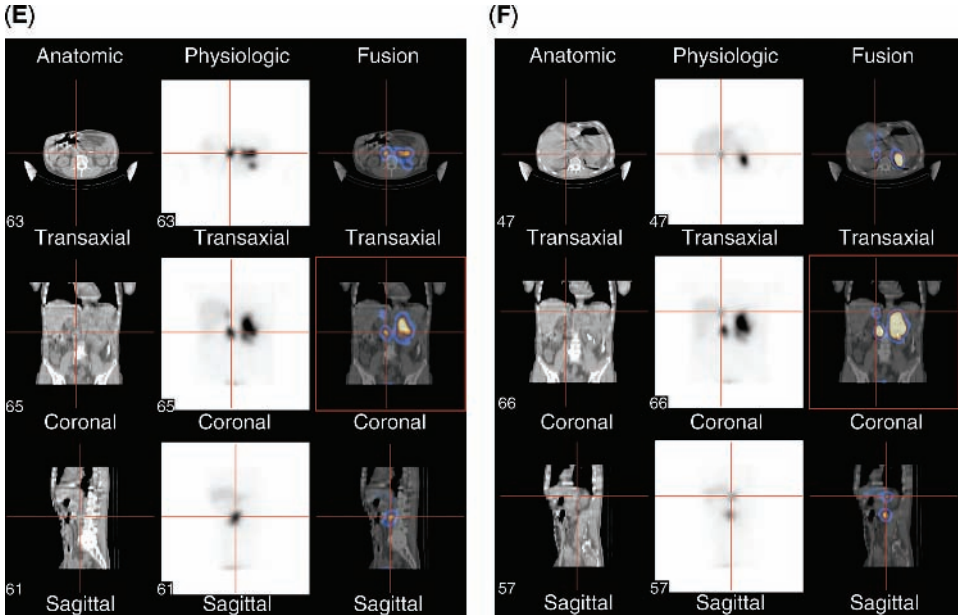 (E) (F)
Anatomic Physiologic Fusion Anatomic Physiologic Fusion
63 63 47 47
Transaxial Transaxial Transaxial Transaxial Transaxial Transaxial
65 65 66 66
Coronal Coronal Coronal Coronal Coronal Coronal
61 61 57 57
Sagittal Sagittal Sagittal Sagittal Sagittal Sagittal